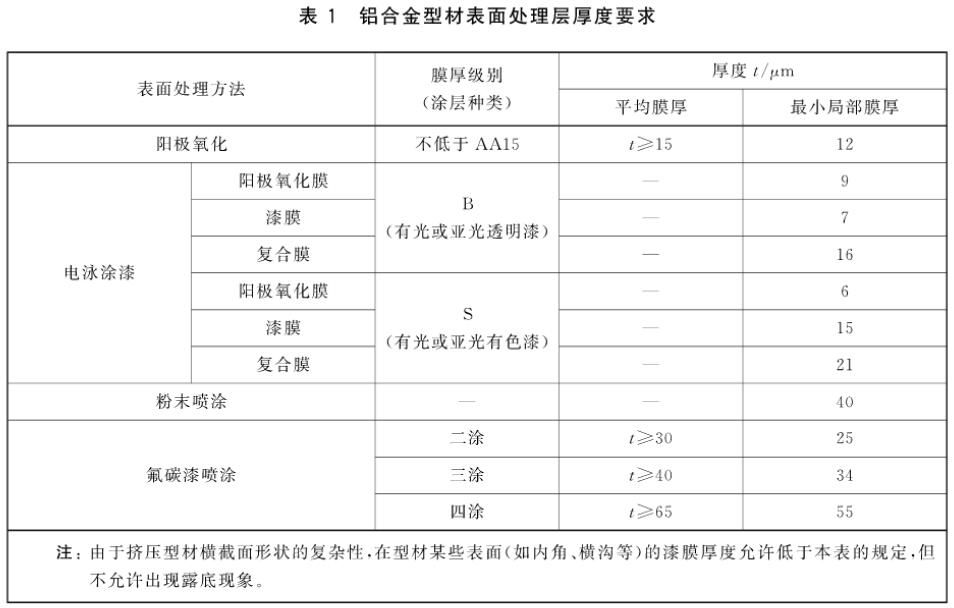 表 1 铝合金型材表面处理层厚度要求
表面处理方法
膜厚级别
（涂层种类）
厚度 t/μm
平均膜厚
最小局部膜厚
阳极氧化
不低于 AA15
t≥15
12
电泳涂漆
阳极氧化膜
B
（有光或亚光透明漆）
—
9
漆膜
—
7
复合膜
—
16
阳极氧化膜
S
（有光或亚光有色漆）
—
6
漆膜
—
15
复合膜
—
21
粉末喷涂
—
—
40
氟碳漆喷涂
二涂
t≥30
25
三涂
t≥40
34
四涂
t≥65
55
注：由于挤压型材横截面形状的复杂性，在型材某些表面（如内角、横沟等）的漆膜厚度允许低于本表的规定，但
不允许出现露底现象。